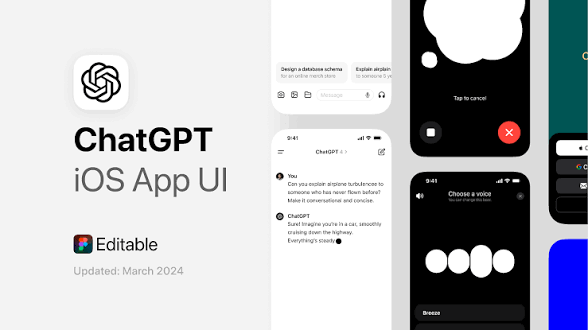 ChatGPT
iOS App UI
Editable
Updated: March 2024
Design a database schema
for an online merch store
Explain airplan
to someone
Message
9:41
ChatGPT 4
You
Can you explain airplane turbulences to
someone who has never flown before?
Make it conversational and concise.
ChatGPT
Sure! Imagine you're in a car, smoothly
cruising down the highway.
Everything's steady
Tap to cancel
9:41
Choose a voice
You can change this later.
Breeze
C
G